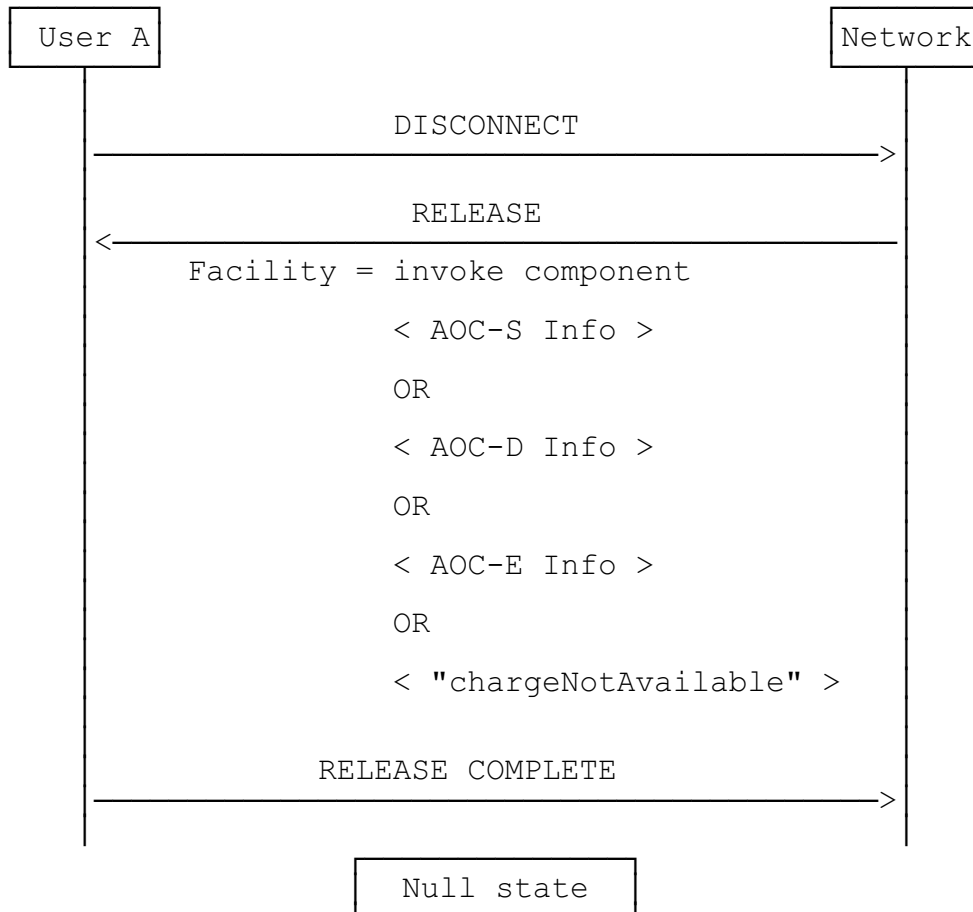 User A Network
DISCONNECT
RELEASE
Facility = invoke component
< AOC-S Info >
OR
< AOC-D Info >
OR
< AOC-E Info >
OR
< "chargeNotAvailable" >
RELEASE COMPLETE
Null state